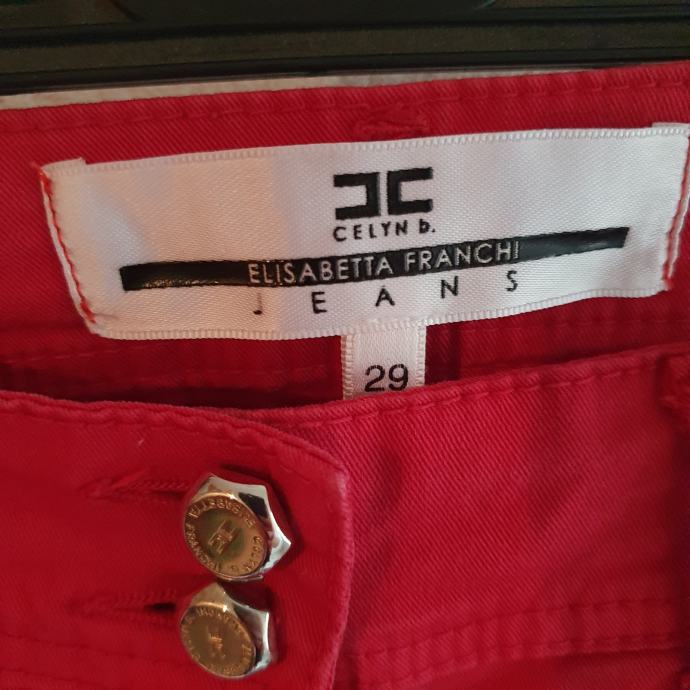 CELYN b.
ELISABETTA FRANCHI
JEANS
29